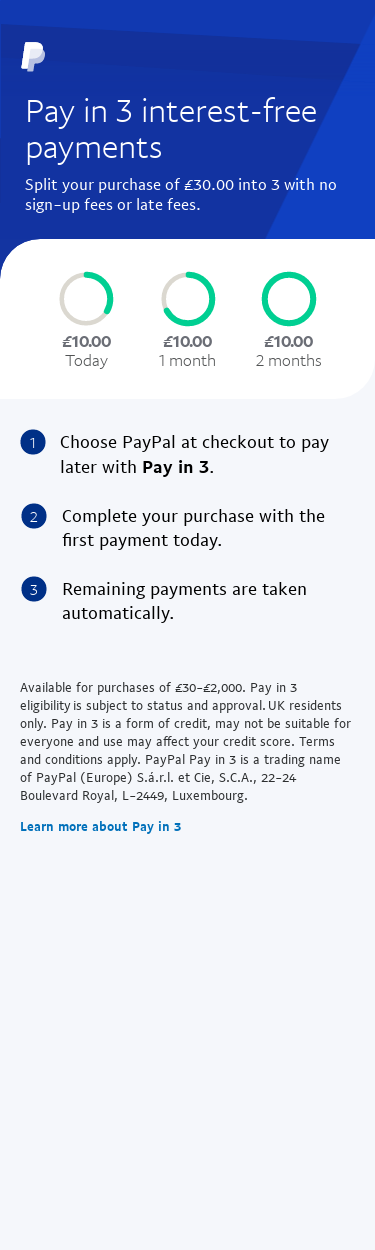 Pay in 3 interest-free
payments
Split your purchase of £30.00 into 3 with no
sign-up fees or late fees.
£10.00 £10.00 £10.00
Today 1 month 2 months
1 Choose PayPal at checkout to pay
later with Pay in 3.
2 Complete your purchase with the
first payment today.
3 Remaining payments are taken
automatically.
Available for purchases of £30-£2,000. Pay in 3
eligibility is subject to status and approval. UK residents
only. Pay in 3 is a form of credit, may not be suitable for
everyone and use may affect your credit score. Terms
and conditions apply. PayPal Pay in 3 is a trading name
of PayPal (Europe) S.á.r.l. et Cie, S.C.A., 22-24
Boulevard Royal, L-2449, Luxembourg.
Learn more about Pay in 3